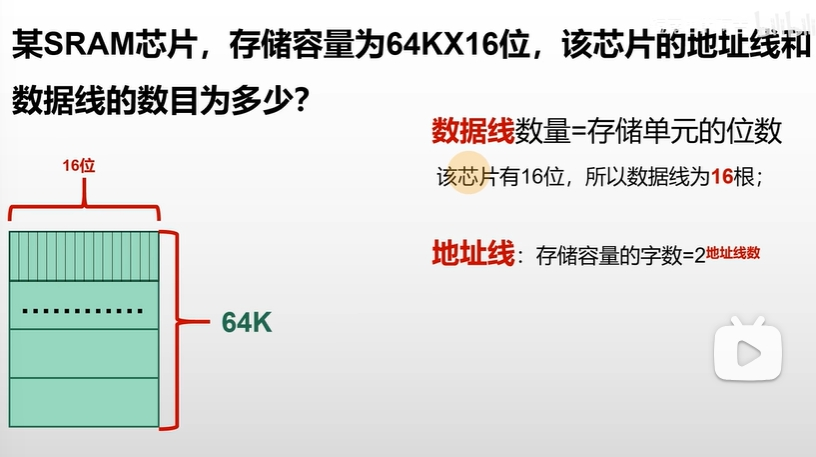 某SRAM芯片，存储容量为64KX16位，该芯片的地址线和
数据线的数目为多少？
数据线数量=存储单元的位数
16位
该芯片有16位，所以数据线为16根；
地址线：存储容量的字数=2地址线数
············
64K